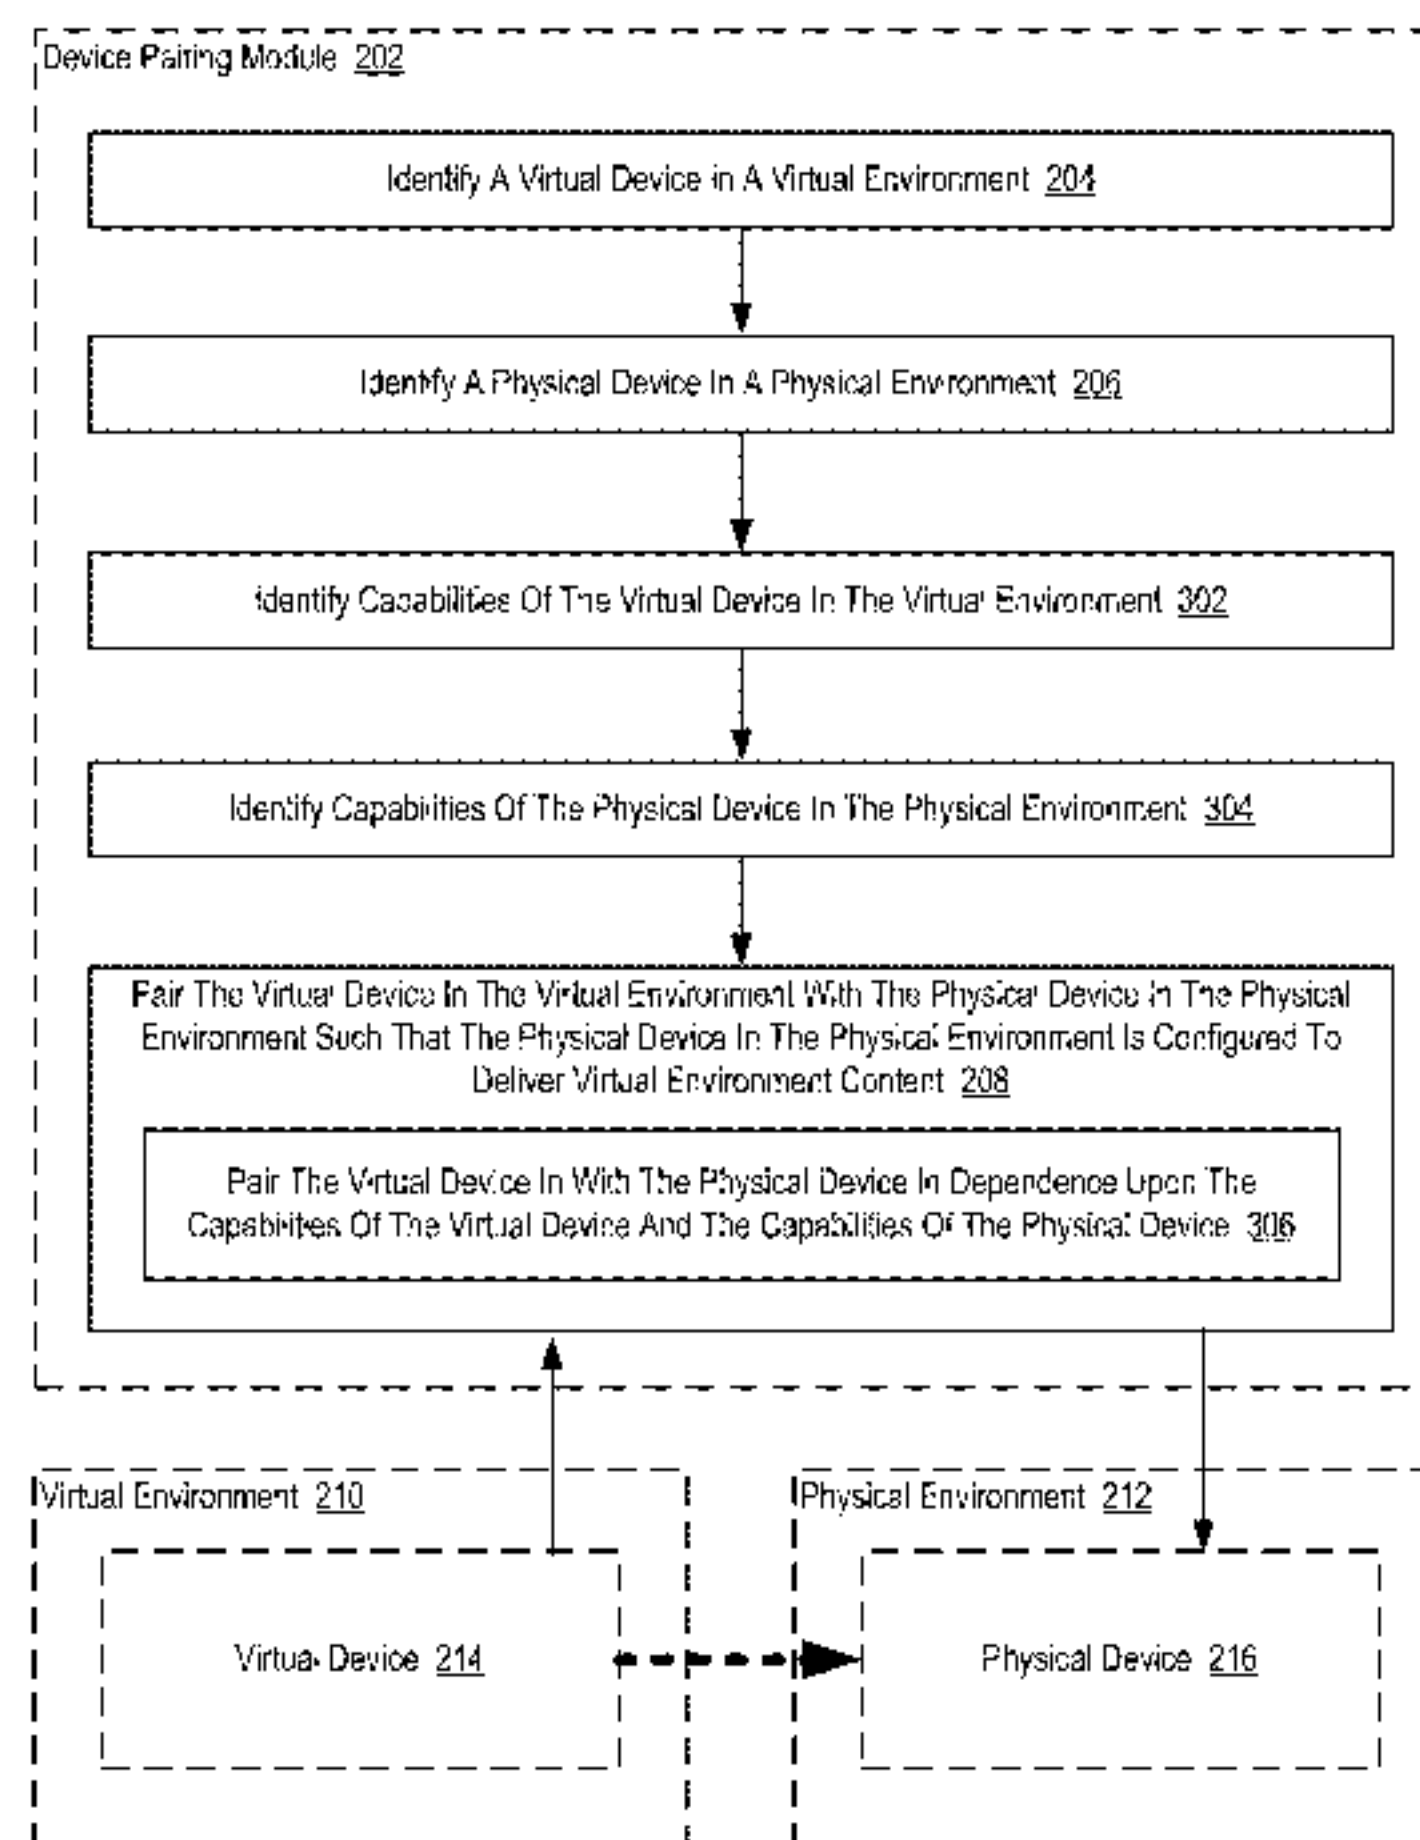 Device Pairing Module 202
Identify A Virtual Device in A Virtual Environment 204
Identify A Physical Device In A Physical Environment 206
Identify Capabilities Of The Virtual Device In The Virtual Environment 302
Identify Capabilities Of The Physical Device In The Physical Environment 304
Pair The Virtual Device In The Virtual Environment With The Physical Device In The Physical
Environment Such That The Physical Device In The Physical Environment Is Configured To
Deliver Virtual Environment Content 208
Pair The Virtual Device In With The Physical Device In Dependence Upon The
Capabilities Of The Virtual Device And The Capabilities Of The Physical Device 306
Virtual Environment 210
Physical Environment 212
Virtual Device 214
Physical Device 216